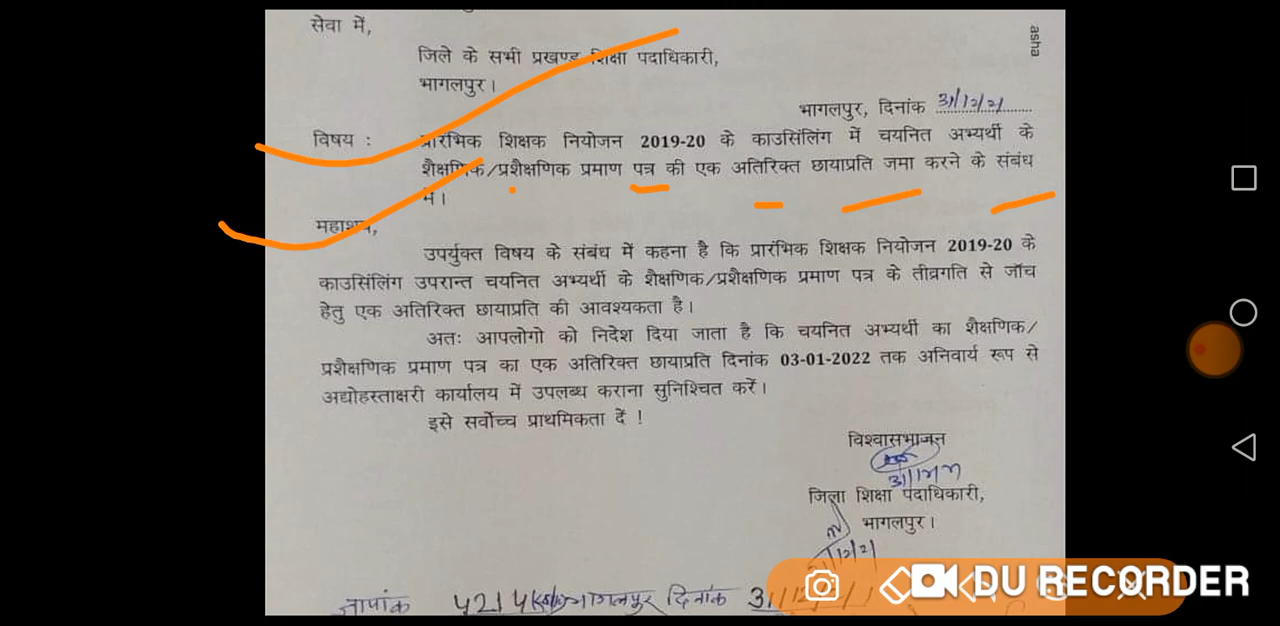 सेवा में,
जिले के सभी प्रखण्ड शिक्षा पदाधिकारी,
भागलपुर।
asha
भागलपुर, दिनांक 31/12/21
विषय : प्रारंभिक शिक्षक नियोजन 2019-20 के काउसिंलिंग में चयनित अभ्यर्थी के
शैक्षणिक/प्रशैक्षणिक प्रमाण पत्र की एक अतिरिक्त छायाप्रति जमा करने के संबंध
में।
महाशय,
उपर्युक्त विषय के संबंध में कहना है कि प्रारंभिक शिक्षक नियोजन 2019-20 के
काउसिंलिंग उपरान्त चयनित अभ्यर्थी के शैक्षणिक/प्रशैक्षणिक प्रमाण पत्र के तीव्रगति से जाँच
हेतु एक अतिरिक्त छायाप्रति की आवश्यकता है।
अतः आपलोगो को निदेश दिया जाता है कि चयनित अभ्यर्थी का शैक्षणिक/
प्रशैक्षणिक प्रमाण पत्र का एक अतिरिक्त छायाप्रति दिनांक 03-01-2022 तक अनिवार्य रूप से
अद्योहस्ताक्षरी कार्यालय में उपलब्ध कराना सुनिश्चित करें।
इसे सर्वोच्च प्राथमिकता दें !
विश्वासभाजन
जिला शिक्षा पदाधिकारी,
भागलपुर।
ज्ञापांक 4214 भागलपुर दिनांक
DU RECORDER